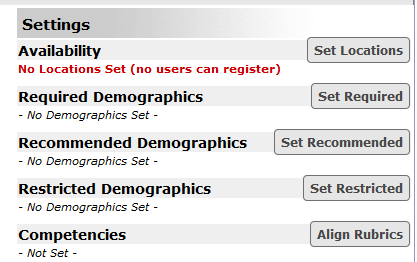 Settings
Availability Set Locations
No Locations Set (no users can register)
Required Demographics Set Required
- No Demographics Set -
Recommended Demographics Set Recommended
- No Demographics Set -
Restricted Demographics Set Restricted
- No Demographics Set -
Competencies Align Rubrics
- Not Set -